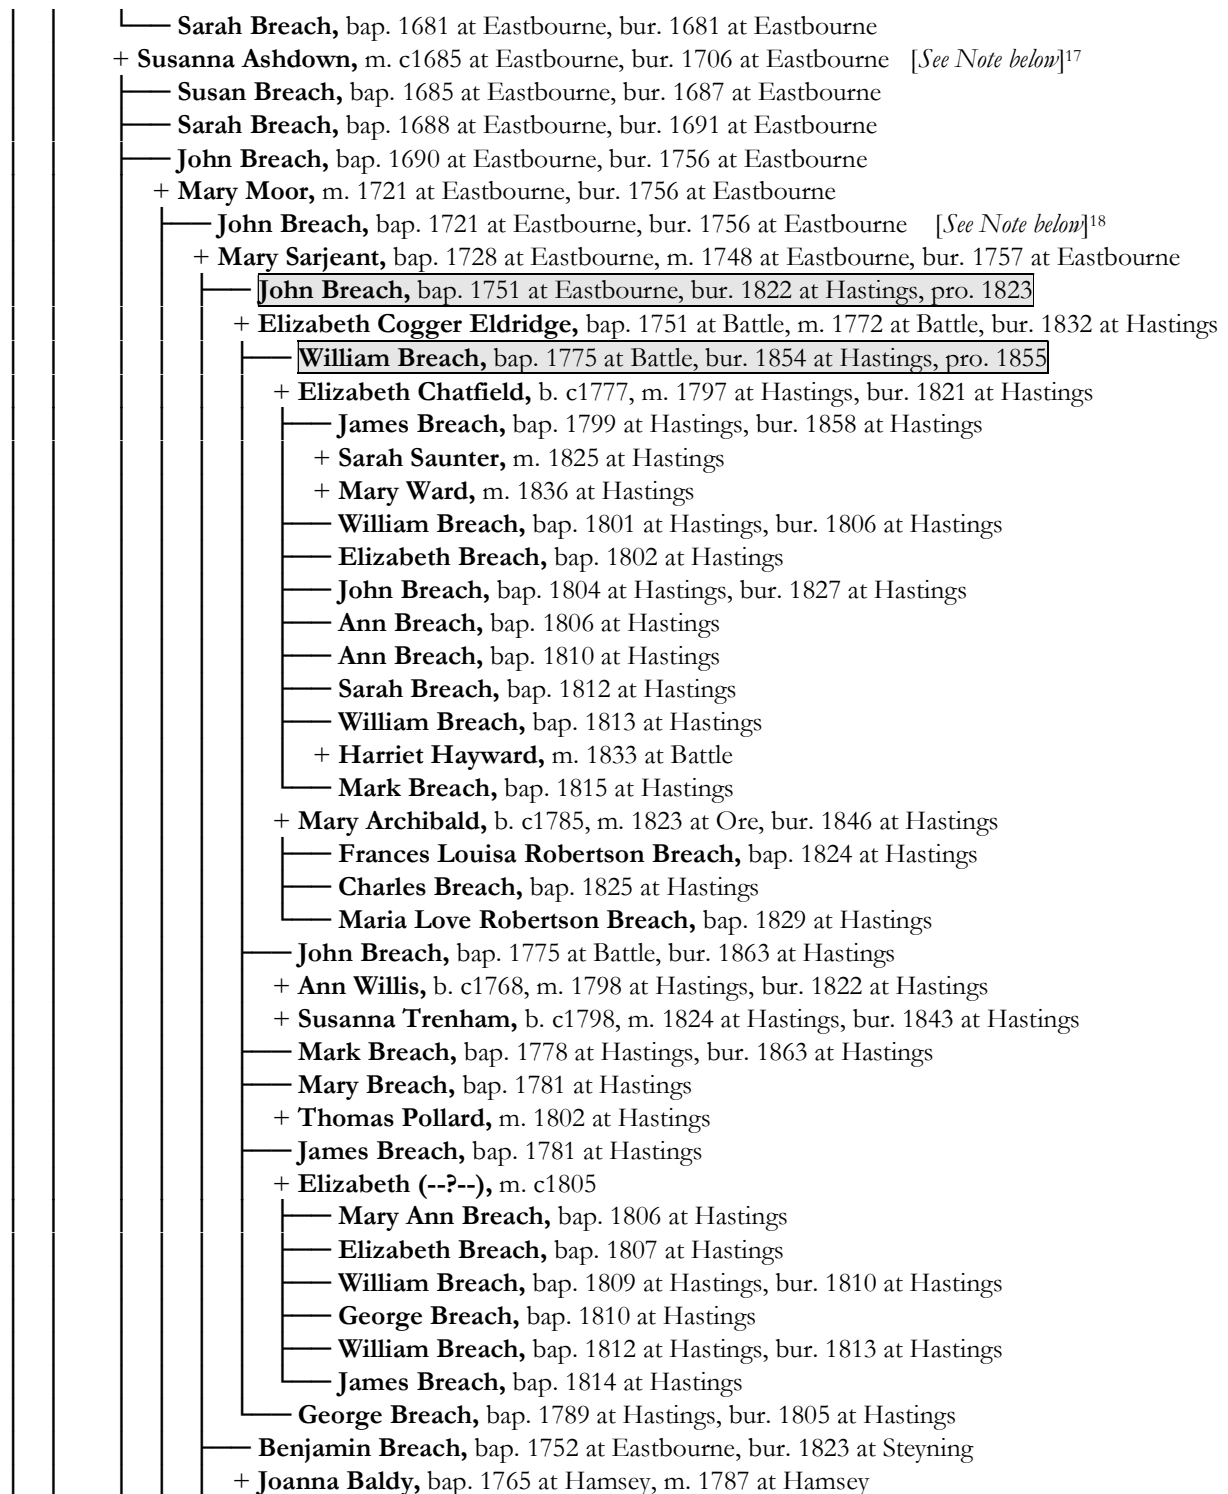 Sarah Breach, bap. 1681 at Eastbourne, bur. 1681 at Eastbourne
+ Susanna Ashdown, m. c1685 at Eastbourne, bur. 1706 at Eastbourne [See Note below]17
Susan Breach, bap. 1685 at Eastbourne, bur. 1687 at Eastbourne
Sarah Breach, bap. 1688 at Eastbourne, bur. 1691 at Eastbourne
John Breach, bap. 1690 at Eastbourne, bur. 1756 at Eastbourne
+ Mary Moor, m. 1721 at Eastbourne, bur. 1756 at Eastbourne
John Breach, bap. 1721 at Eastbourne, bur. 1756 at Eastbourne [See Note below]18
+ Mary Sarjeant, bap. 1728 at Eastbourne, m. 1748 at Eastbourne, bur. 1757 at Eastbourne
John Breach, bap. 1751 at Eastbourne, bur. 1822 at Hastings, pro. 1823
+ Elizabeth Cogger Eldridge, bap. 1751 at Battle, m. 1772 at Battle, bur. 1832 at Hastings
William Breach, bap. 1775 at Battle, bur. 1854 at Hastings, pro. 1855
+ Elizabeth Chatfield, b. c1777, m. 1797 at Hastings, bur. 1821 at Hastings
James Breach, bap. 1799 at Hastings, bur. 1858 at Hastings
+ Sarah Saunter, m. 1825 at Hastings
+ Mary Ward, m. 1836 at Hastings
William Breach, bap. 1801 at Hastings, bur. 1806 at Hastings
Elizabeth Breach, bap. 1802 at Hastings
John Breach, bap. 1804 at Hastings, bur. 1827 at Hastings
Ann Breach, bap. 1806 at Hastings
Ann Breach, bap. 1810 at Hastings
Sarah Breach, bap. 1812 at Hastings
William Breach, bap. 1813 at Hastings
+ Harriet Hayward, m. 1833 at Battle
Mark Breach, bap. 1815 at Hastings
+ Mary Archibald, b. c1785, m. 1823 at Ore, bur. 1846 at Hastings
Frances Louisa Robertson Breach, bap. 1824 at Hastings
Charles Breach, bap. 1825 at Hastings
Maria Love Robertson Breach, bap. 1829 at Hastings
John Breach, bap. 1775 at Battle, bur. 1863 at Hastings
+ Ann Willis, b. c1768, m. 1798 at Hastings, bur. 1822 at Hastings
+ Susanna Trenham, b. c1798, m. 1824 at Hastings, bur. 1843 at Hastings
Mark Breach, bap. 1778 at Hastings, bur. 1863 at Hastings
Mary Breach, bap. 1781 at Hastings
+ Thomas Pollard, m. 1802 at Hastings
James Breach, bap. 1781 at Hastings
+ Elizabeth (--?--), m. c1805
Mary Ann Breach, bap. 1806 at Hastings
Elizabeth Breach, bap. 1807 at Hastings
William Breach, bap. 1809 at Hastings, bur. 1810 at Hastings
George Breach, bap. 1810 at Hastings
William Breach, bap. 1812 at Hastings, bur. 1813 at Hastings
James Breach, bap. 1814 at Hastings
George Breach, bap. 1789 at Hastings, bur. 1805 at Hastings
Benjamin Breach, bap. 1752 at Eastbourne, bur. 1823 at Steyning
+ Joanna Baldy, bap. 1765 at Hamsey, m. 1787 at Hamsey